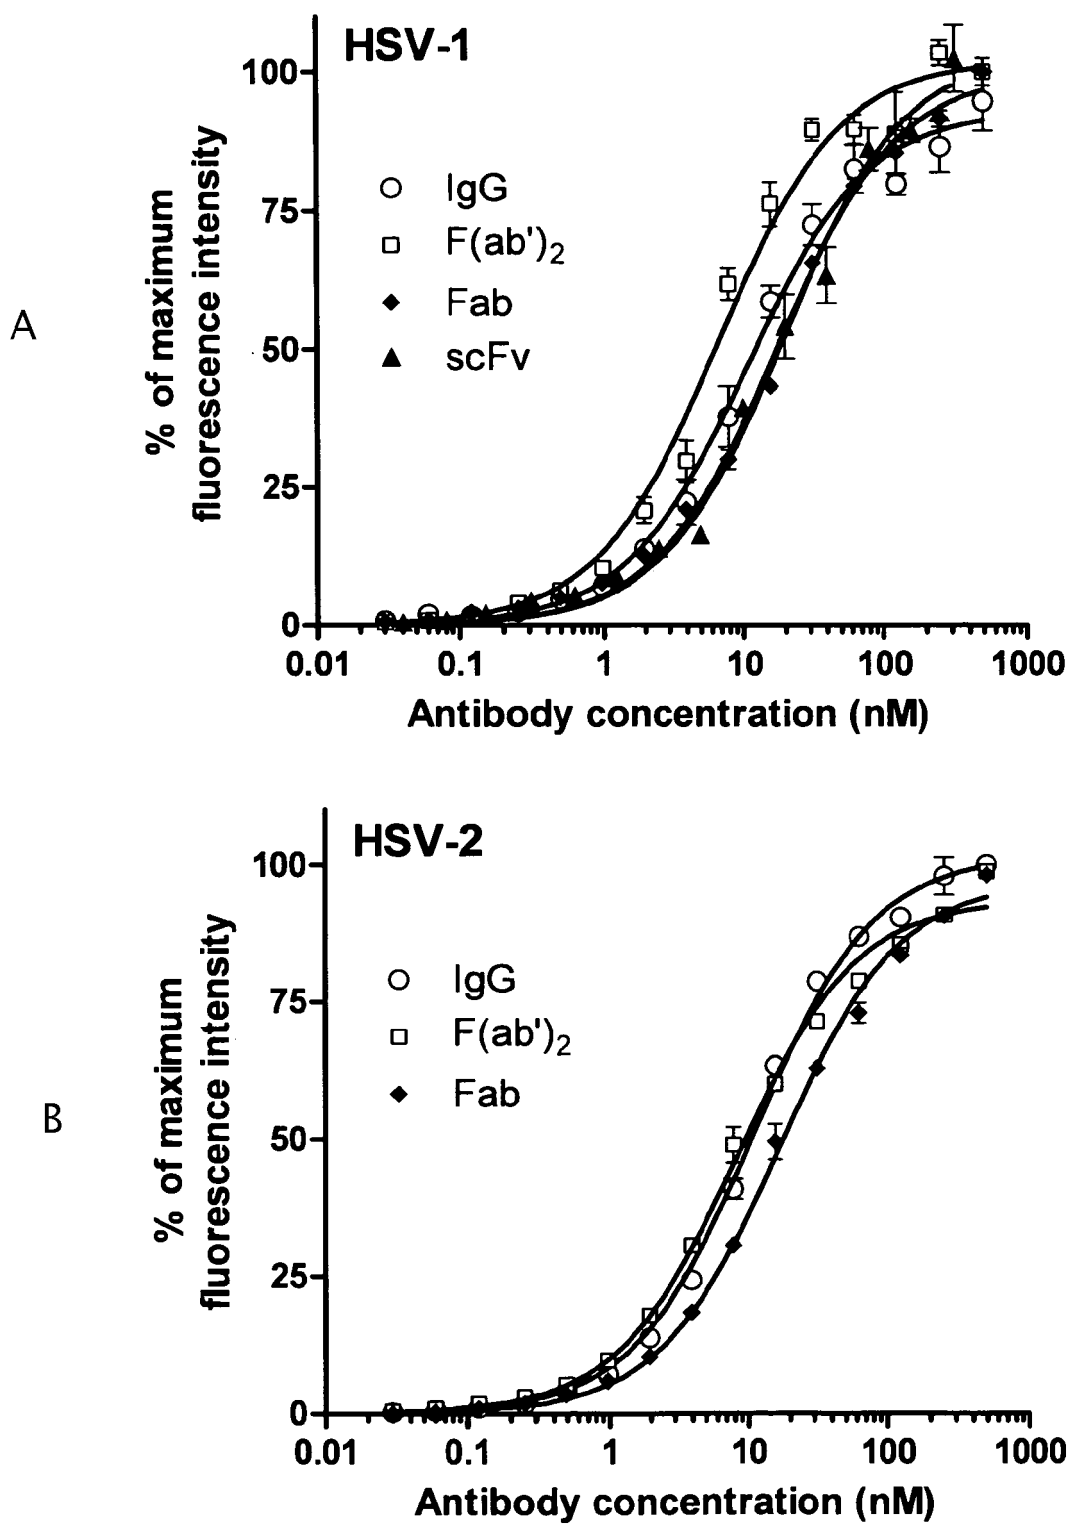 A
HSV-1
% of maximum
fluorescence intensity
100
75
50
25
0
IgG
F(ab')2
Fab
scFv
0.01 0.1 1 10 100 1000
Antibody concentration (nM)
B
HSV-2
% of maximum
fluorescence intensity
100
75
50
25
0
IgG
F(ab')2
Fab
0.01 0.1 1 10 100 1000
Antibody concentration (nM)